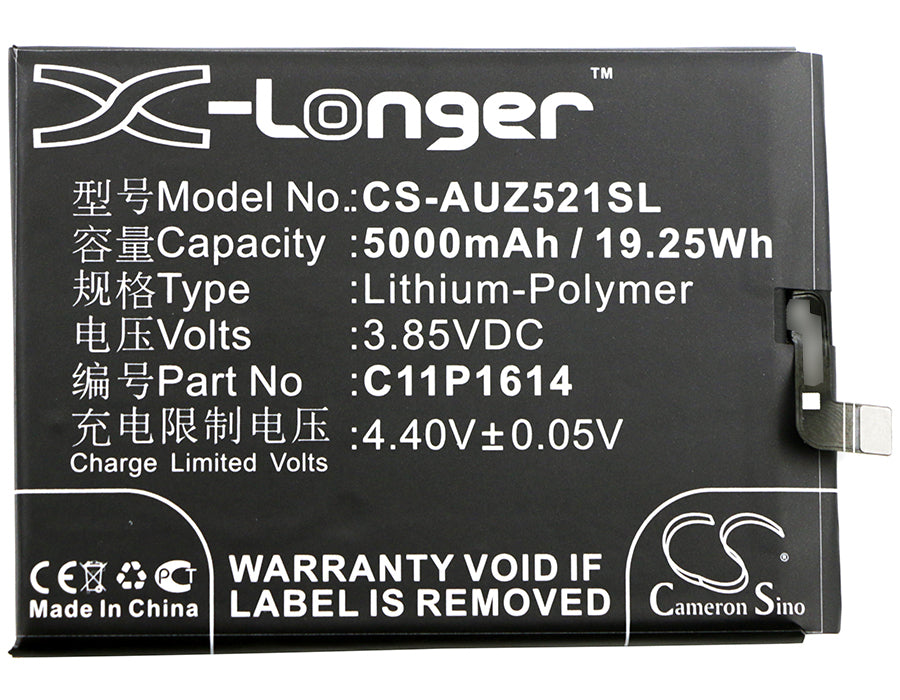 X-Longer™
型号Model No.:CS-AUZ521SL
容量Capacity :5000mAh / 19.25Wh
规格Type :Lithium-Polymer
电压Volts :3.85VDC
编号Part No :C11P1614
充电限制电压 :4.40V±0.05V
Charge Limited Volts
CE PCT
Made In China
WARRANTY VOID IF
LABEL IS REMOVED
CS®
Cameron Sino